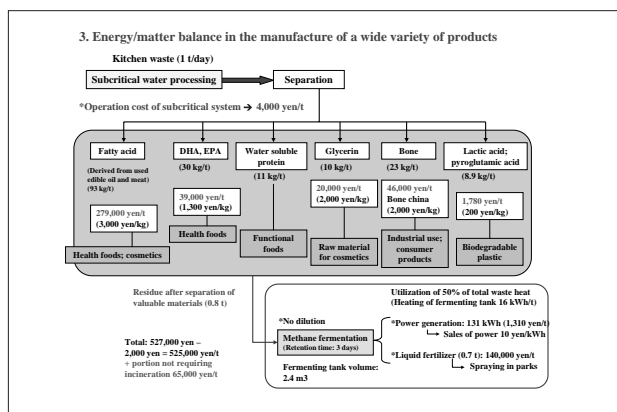 3. Energy/matter balance in the manufacture of a wide variety of products
Kitchen waste (1 t/day)
Subcritical water processing
Separation
*Operation cost of subcritical system → 4,000 yen/t
Fatty acid
(Derived from used
edible oil and meat)
(93 kg/t)
279,000 yen/t
(3,000 yen/kg)
Health foods; cosmetics
DHA, EPA
(30 kg/t)
39,000 yen/t
(1,300 yen/kg)
Health foods
Water soluble
protein
(11 kg/t)
Functional
foods
Glycerin
(10 kg/t)
20,000 yen/t
(2,000 yen/kg)
Raw material
for cosmetics
Bone
(23 kg/t)
46,000 yen/t
Bone china
(2,000 yen/kg)
Industrial use;
consumer
products
Lactic acid;
pyroglutamic acid
(8.9 kg/t)
1,780 yen/t
(200 yen/kg)
Biodegradable
plastic
Residue after separation of
valuable materials (0.8 t)
Total: 527,000 yen –
2,000 yen = 525,000 yen/t
+ portion not requiring
incineration 65,000 yen/t
Utilization of 50% of total waste heat
(Heating of fermenting tank 16 kWh/t)
*No dilution
Methane fermentation
(Retention time: 3 days)
Fermenting tank volume:
2.4 m3
*Power generation: 131 kWh (1,310 yen/t)
Sales of power 10 yen/kWh
*Liquid fertilizer (0.7 t): 140,000 yen/t
Spraying in parks